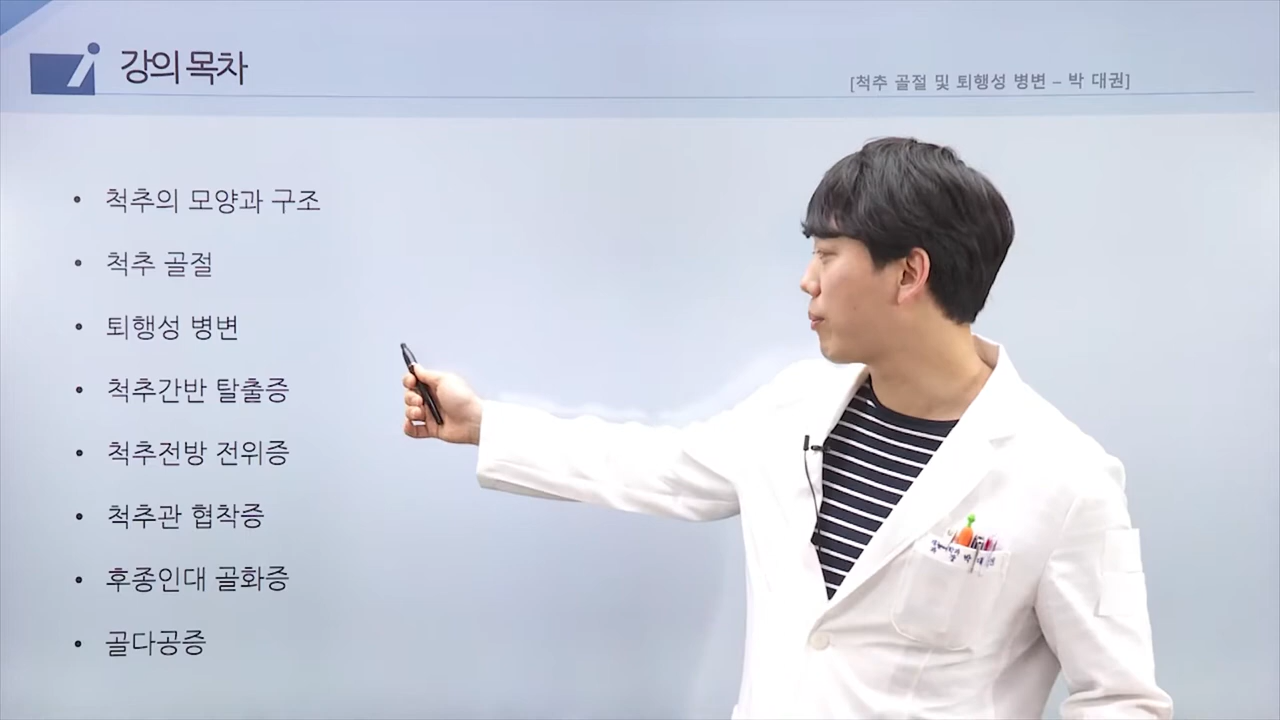 강의 목차
[척추 골절 및 퇴행성 병변 – 박 대권]
• 척추의 모양과 구조
• 척추 골절
• 퇴행성 병변
• 척추간반 탈출증
• 척추전방 전위증
• 척추관 협착증
• 후종인대 골화증
• 골다공증